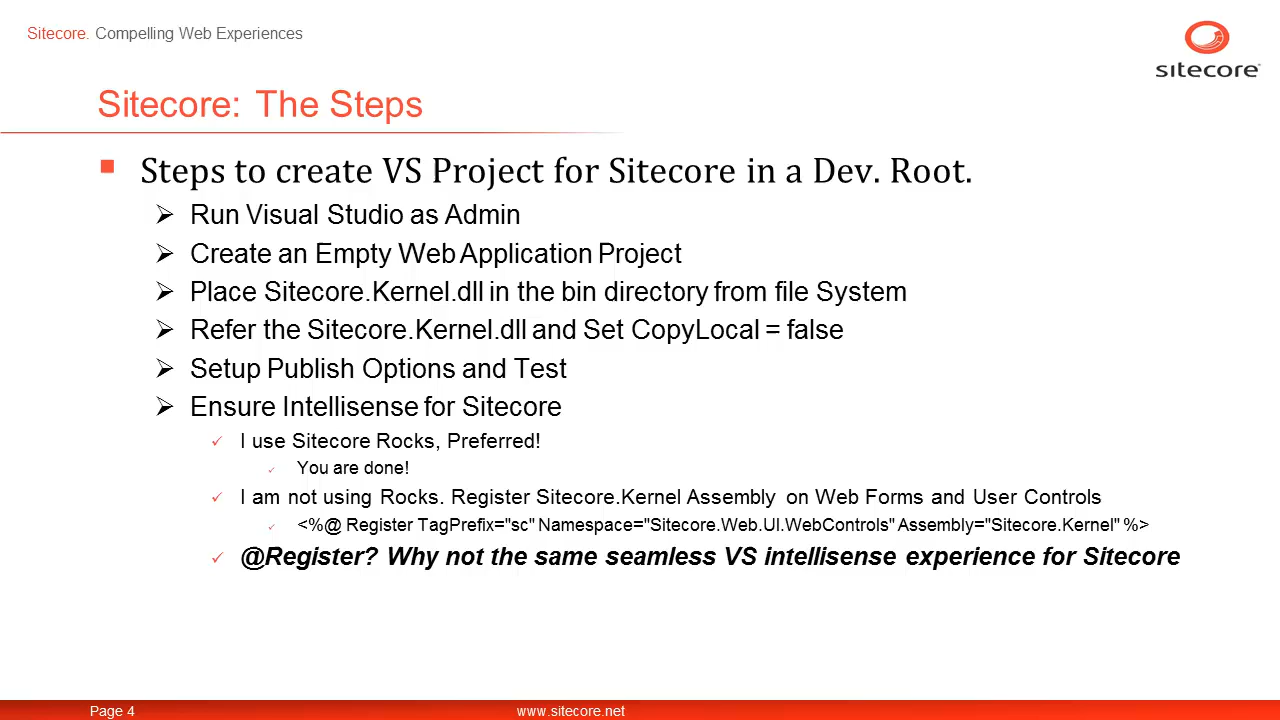 Sitecore. Compelling Web Experiences
sitecore
Sitecore: The Steps
Steps to create VS Project for Sitecore in a Dev. Root.
Run Visual Studio as Admin
Create an Empty Web Application Project
Place Sitecore.Kernel.dll in the bin directory from file System
Refer the Sitecore.Kernel.dll and Set CopyLocal = false
Setup Publish Options and Test
Ensure Intellisense for Sitecore
I use Sitecore Rocks, Preferred!
You are done!
I am not using Rocks. Register Sitecore.Kernel Assembly on Web Forms and User Controls
<%@ Register TagPrefix="sc" Namespace="Sitecore.Web.UI.WebControls" Assembly="Sitecore.Kernel" %>
@Register? Why not the same seamless VS intellisense experience for Sitecore
Page 4
www.sitecore.net